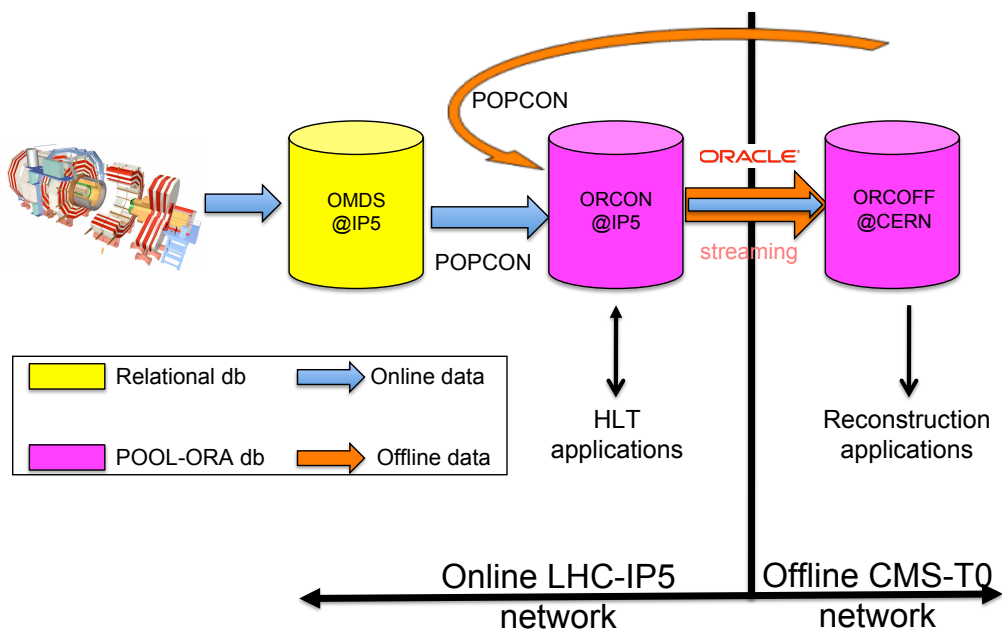 POPCON
OMDS
@IP5
POPCON
ORCON
@IP5
ORACLE®
streaming
ORCOFF
@CERN
Relational db
Online data
POOL-ORA db
Offline data
HLT
applications
Reconstruction
applications
Online LHC-IP5
network
Offline CMS-T0
network